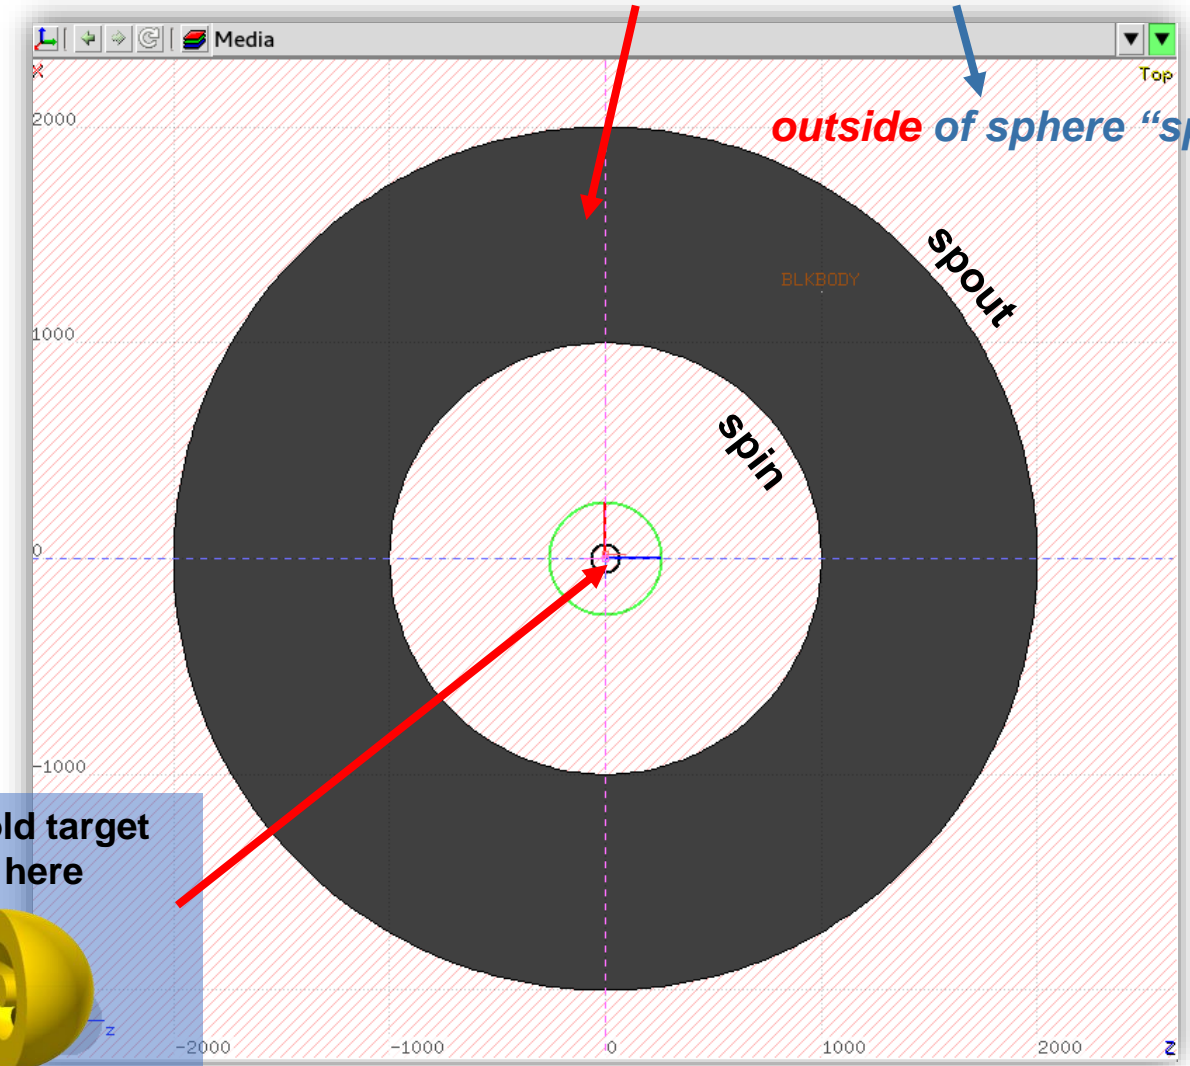 Media
X
Top
2000
outside of sphere
spout
BLKBODY
1000
spin
0
-1000
target
here
z
-2000 -1000 0 1000 2000 Z